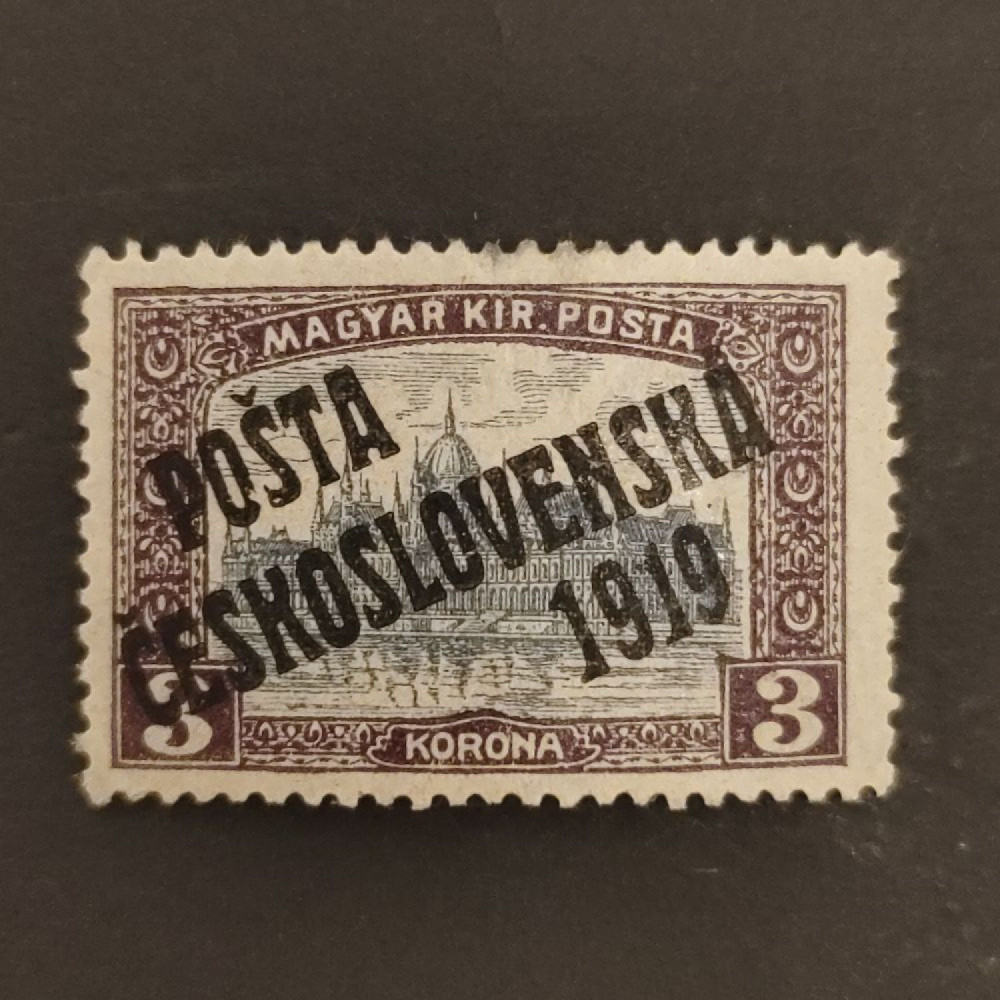 MAGYAR KIR. POSTA
POŠTA
ČESKOSLOVENSKÁ
1919
3 KORONA 3